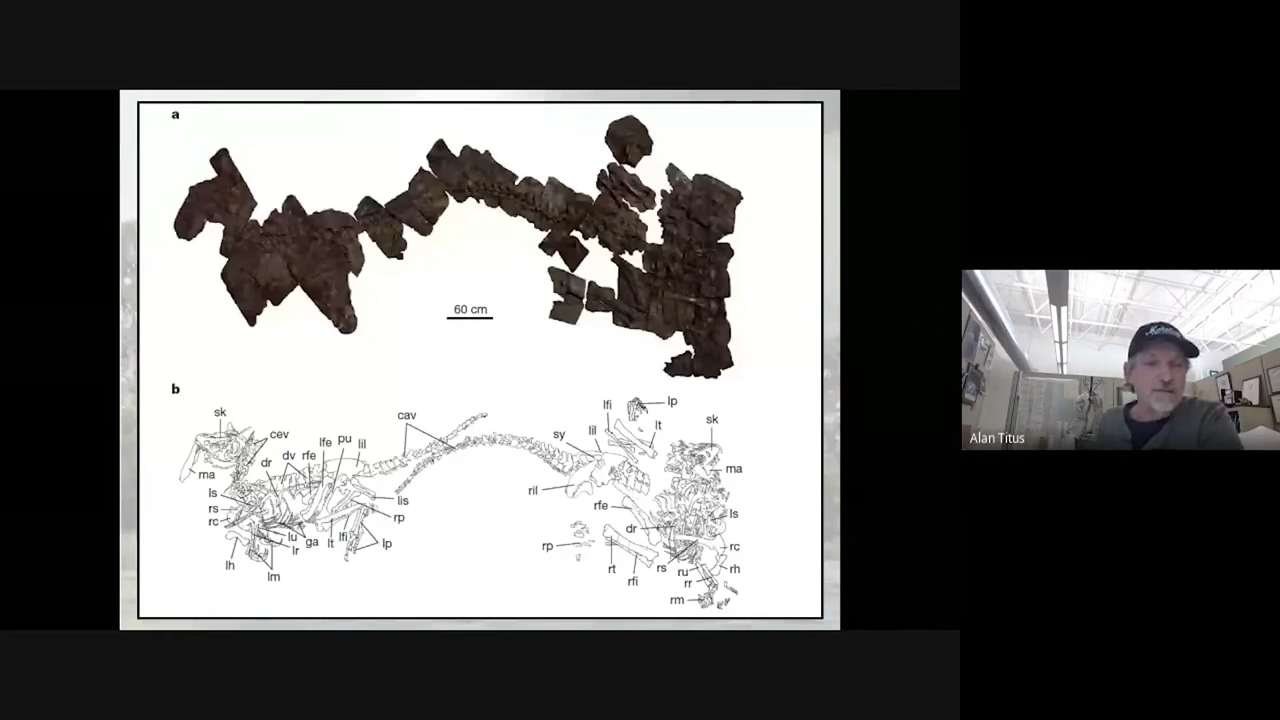 a
60 cm
b
sk
cev
ma
dr
dv
rfe
lfe
pu
lil
cav
ls
rs
rc
lis
rp
lu
ga
lt
lfi
lp
lr
lh
lm
sy
lil
lfi
lp
lt
sk
ma
ril
rfe
ls
dr
rp
rc
rt
rfi
rs
ru
rr
rh
rm
Alan Titus